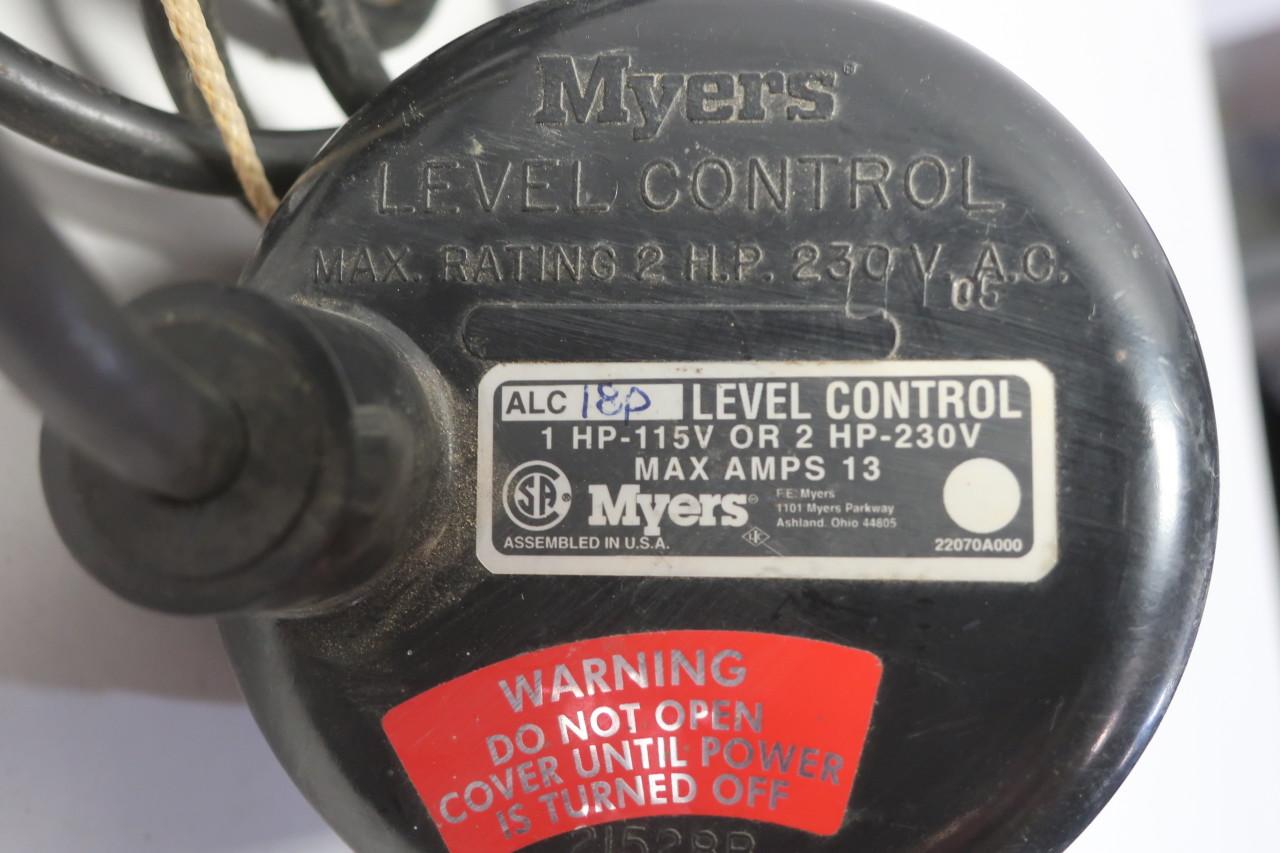 Myers®
LEVEL CONTROL
MAX. RATING 2 H.P. 230 V. A.C.
05
ALC 18p LEVEL CONTROL
1 HP-115V OR 2 HP-230V
MAX AMPS 13
SA® Myers® F.E. Myers
1101 Myers Parkway
Ashland, Ohio 44805
ASSEMBLED IN U.S.A. 22070A000
WARNING
DO NOT OPEN
COVER UNTIL POWER
IS TURNED OFF